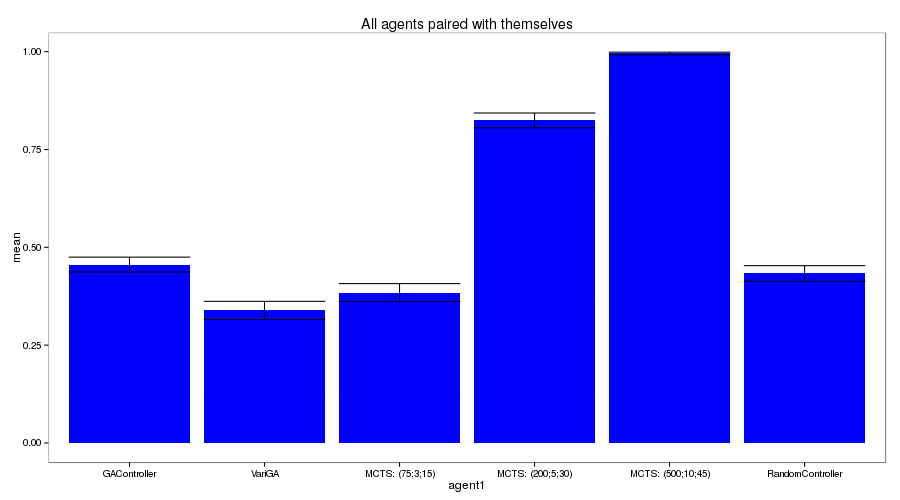 All agents paired with themselves
1.00
0.75
0.50
0.25
0.00
mean
GAController VariGA MCTS: (75;3;15) MCTS: (200;5;30) MCTS: (500;10;45) RandomController
agent1